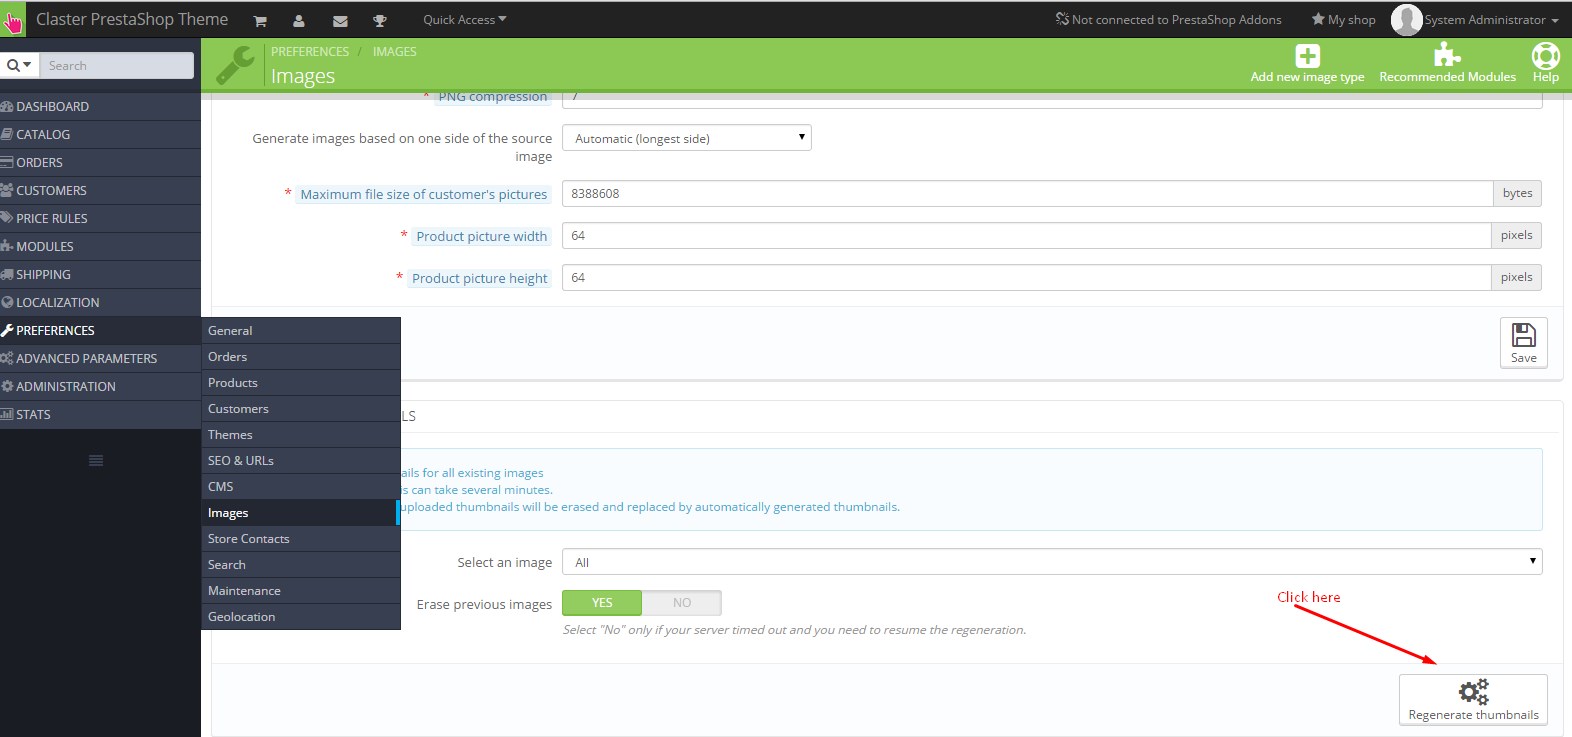 Claster PrestaShop Theme
Quick Access
Not connected to PrestaShop Addons
My shop
System Administrator
Search
PREFERENCES / IMAGES
Images
Add new image type
Recommended Modules
Help
DASHBOARD
CATALOG
ORDERS
CUSTOMERS
PRICE RULES
MODULES
SHIPPING
LOCALIZATION
PREFERENCES
ADVANCED PARAMETERS
ADMINISTRATION
STATS
General
Orders
Products
Customers
Themes
SEO & URLs
CMS
Images
Store Contacts
Search
Maintenance
Geolocation
* PNG compression 7
Generate images based on one side of the source
image
Automatic (longest side)
* Maximum file size of customer's pictures 8388608 bytes
* Product picture width 64 pixels
* Product picture height 64 pixels
Save
LS
ails for all existing images
is can take several minutes.
uploaded thumbnails will be erased and replaced by automatically generated thumbnails.
Select an image All
Erase previous images YES NO
Select "No" only if your server timed out and you need to resume the regeneration.
Click here
Regenerate thumbnails